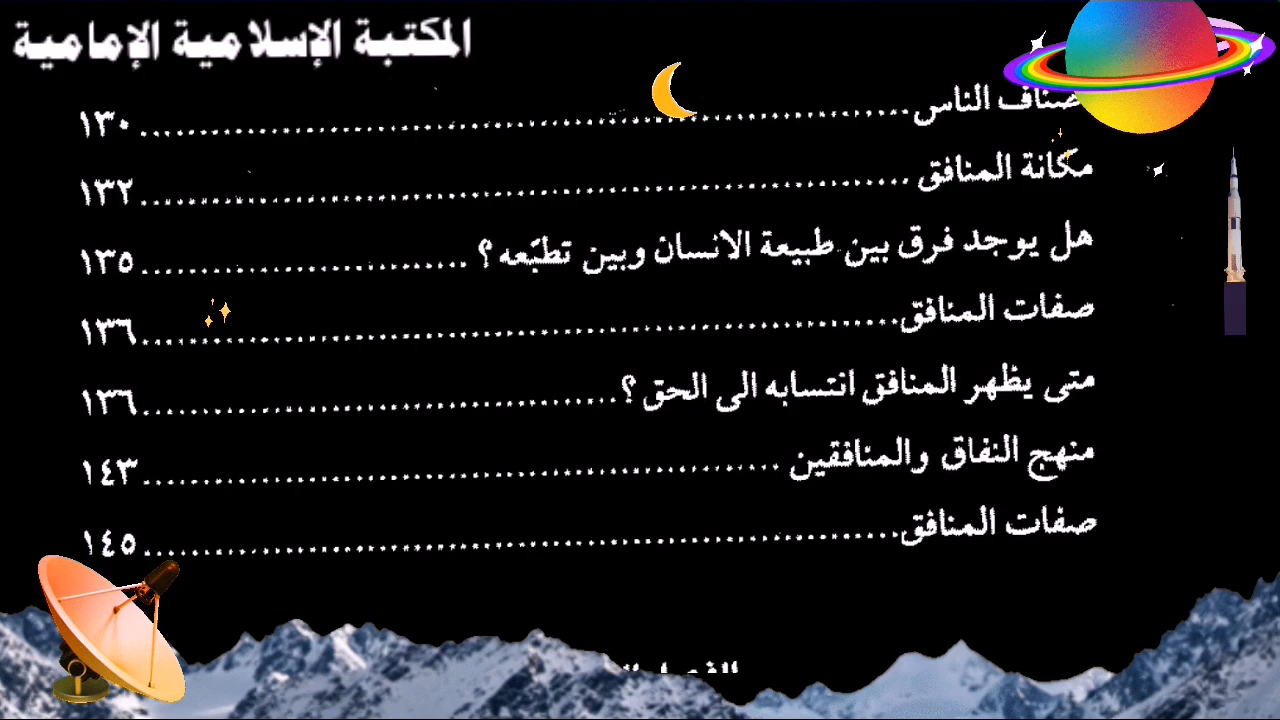 المكتبة الإسلامية الإمامية
صناف الناس ........ ١٣٠
مكانة المنافق ........ ١٣٢
هل يوجد فرق بين طبيعة الانسان وبين تطبّعه؟ ........ ١٣٥
صفات المنافق ........ ١٣٦
متى يظهر المنافق انتسابه الى الحق؟ ........ ١٣٦
منهج النفاق والمنافقين ........ ١٤٣
صفات المنافق ........ ١٤٥